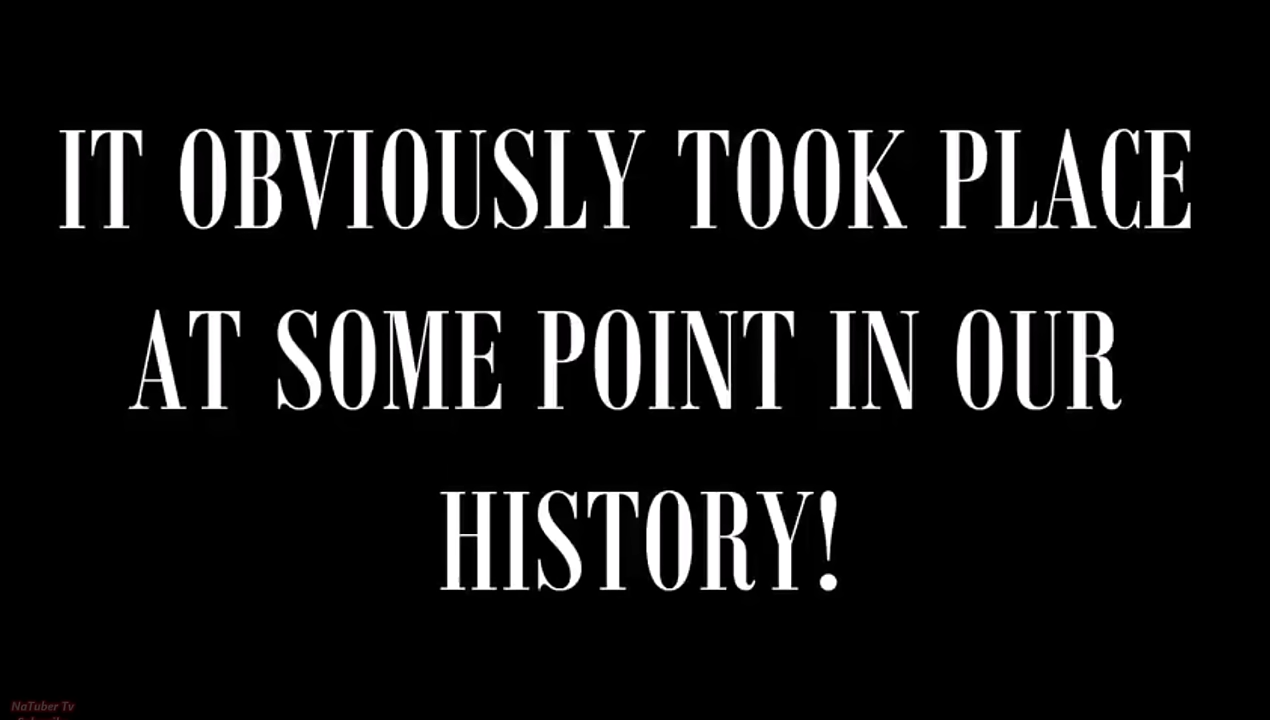 IT OBVIOUSLY TOOK PLACE
AT SOME POINT IN OUR
HISTORY!
NaTuber Tv